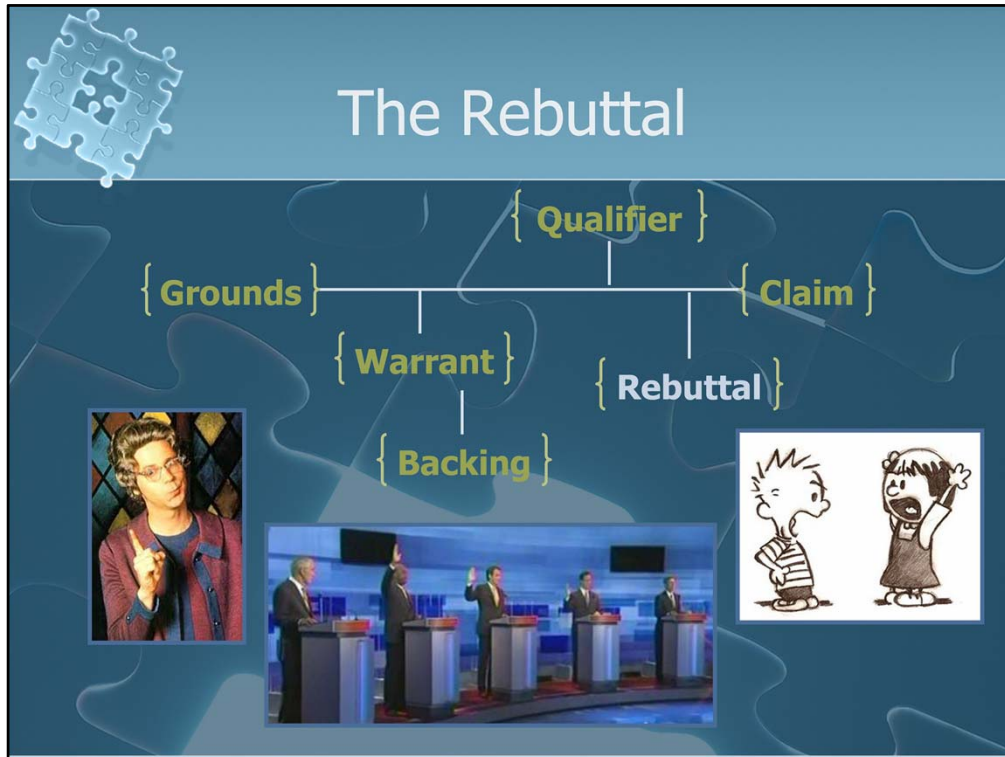 The Rebuttal
{ Qualifier }
{ Grounds } { Claim }
{ Warrant } { Rebuttal }
{ Backing }